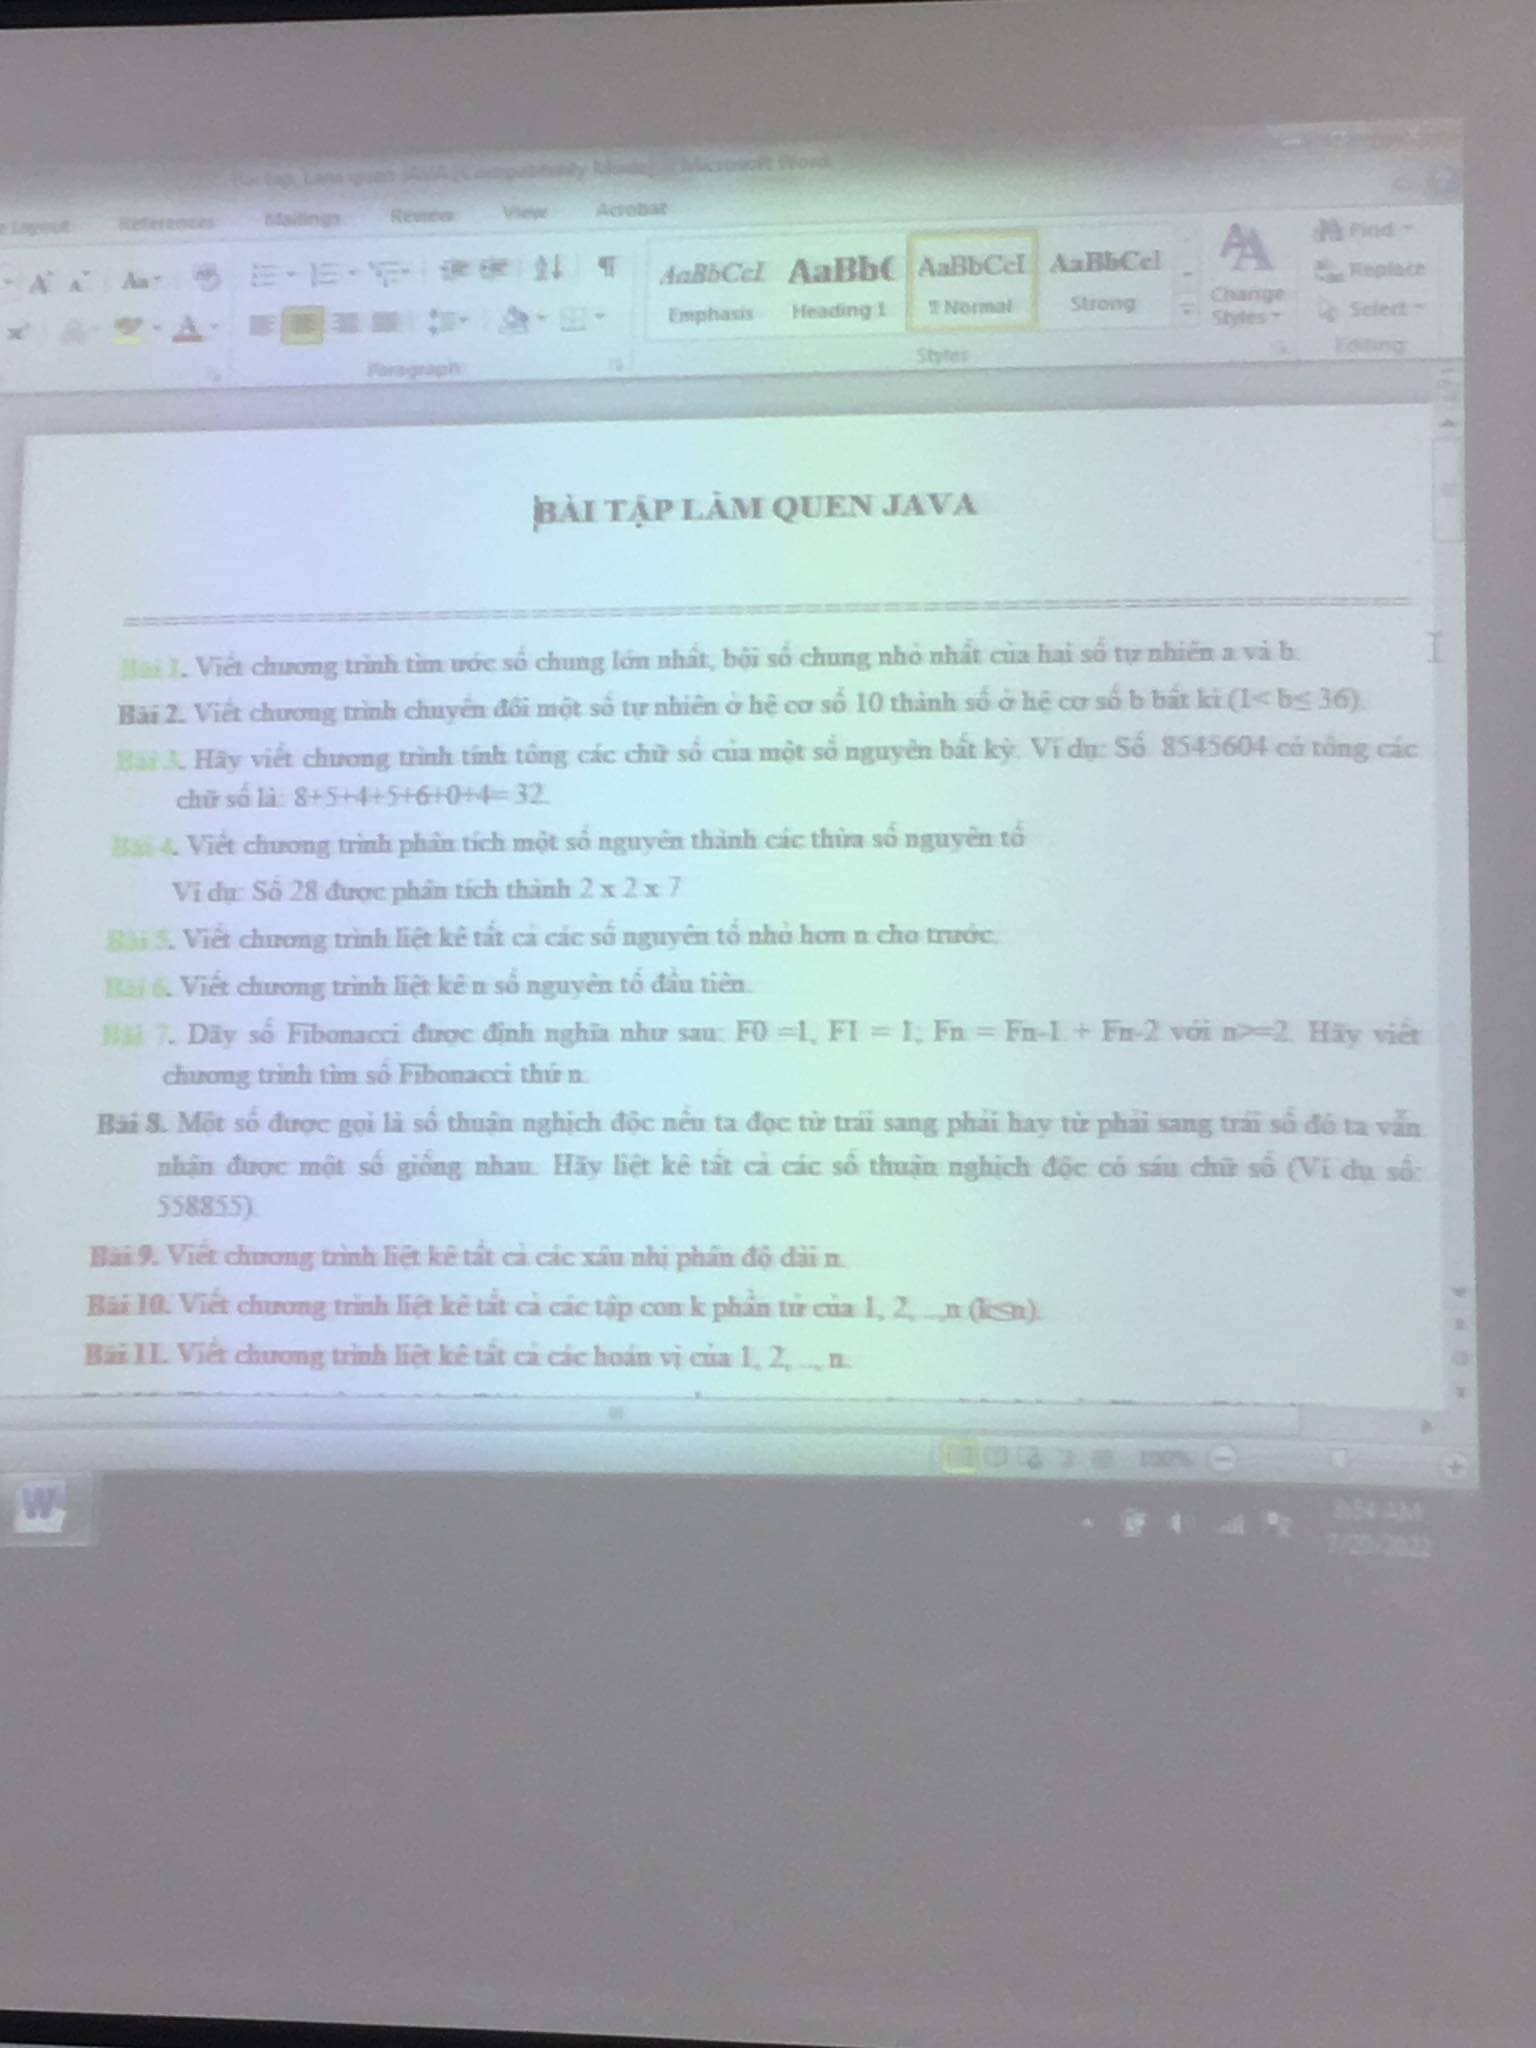 Bài tập Làm quen JAVA [Compatibility Mode] - Microsoft Word
Layout References Mailings Review View Acrobat
Find
AaBbCcI AaBbC AaBbCcI AaBbCcl
Replace
Emphasis Heading 1 ¶ Normal Strong
Change Styles
Select
Paragraph Styles Editing
BÀI TẬP LÀM QUEN JAVA
Bài 1. Viết chương trình tìm ước số chung lớn nhất, bội số chung nhỏ nhất của hai số tự nhiên a và b.
Bài 2. Viết chương trình chuyển đổi một số tự nhiên ở hệ cơ số 10 thành số ở hệ cơ số b bất kì (1< b≤ 36).
Bài 3. Hãy viết chương trình tính tổng các chữ số của một số nguyên bất kỳ. Ví dụ: Số 8545604 có tổng các
chữ số là: 8+5+4+5+6+0+4= 32.
Bài 4. Viết chương trình phân tích một số nguyên thành các thừa số nguyên tố
Ví dụ: Số 28 được phân tích thành 2 x 2 x 7
Bài 5. Viết chương trình liệt kê tất cả các số nguyên tố nhỏ hơn n cho trước.
Bài 6. Viết chương trình liệt kê n số nguyên tố đầu tiên.
Bài 7. Dãy số Fibonacci được định nghĩa như sau: F0 =1, F1 = 1; Fn = Fn-1 + Fn-2 với n>=2. Hãy viết
chương trình tìm số Fibonacci thứ n.
Bài 8. Một số được gọi là số thuận nghịch độc nếu ta đọc từ trái sang phải hay từ phải sang trái số đó ta vẫn
nhận được một số giống nhau. Hãy liệt kê tất cả các số thuận nghịch độc có sáu chữ số (Ví dụ số:
558855).
Bài 9. Viết chương trình liệt kê tất cả các xâu nhị phân độ dài n.
Bài 10. Viết chương trình liệt kê tất cả các tập con k phần tử của 1, 2, ..,n (k≤n).
Bài 11. Viết chương trình liệt kê tất cả các hoán vị của 1, 2, .., n.
100%
8:54 AM
7/20/2022